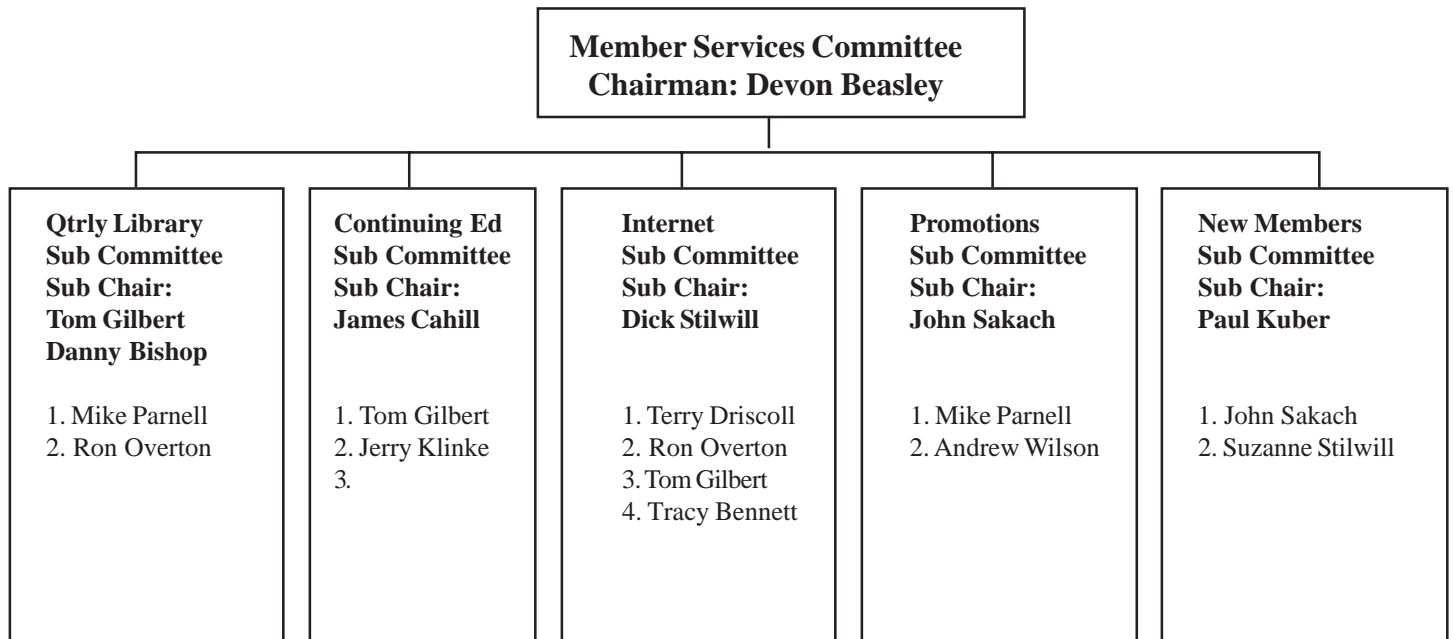 Member Services Committee
Chairman: Devon Beasley
Qtrly Library
Sub Committee
Sub Chair:
Tom Gilbert
Danny Bishop
1. Mike Parnell
2. Ron Overton
Continuing Ed
Sub Committee
Sub Chair:
James Cahill
1. Tom Gilbert
2. Jerry Klinke
3.
Internet
Sub Committee
Sub Chair:
Dick Stilwill
1. Terry Driscoll
2. Ron Overton
3. Tom Gilbert
4. Tracy Bennett
Promotions
Sub Committee
Sub Chair:
John Sakach
1. Mike Parnell
2. Andrew Wilson
New Members
Sub Committee
Sub Chair:
Paul Kuber
1. John Sakach
2. Suzanne Stilwill